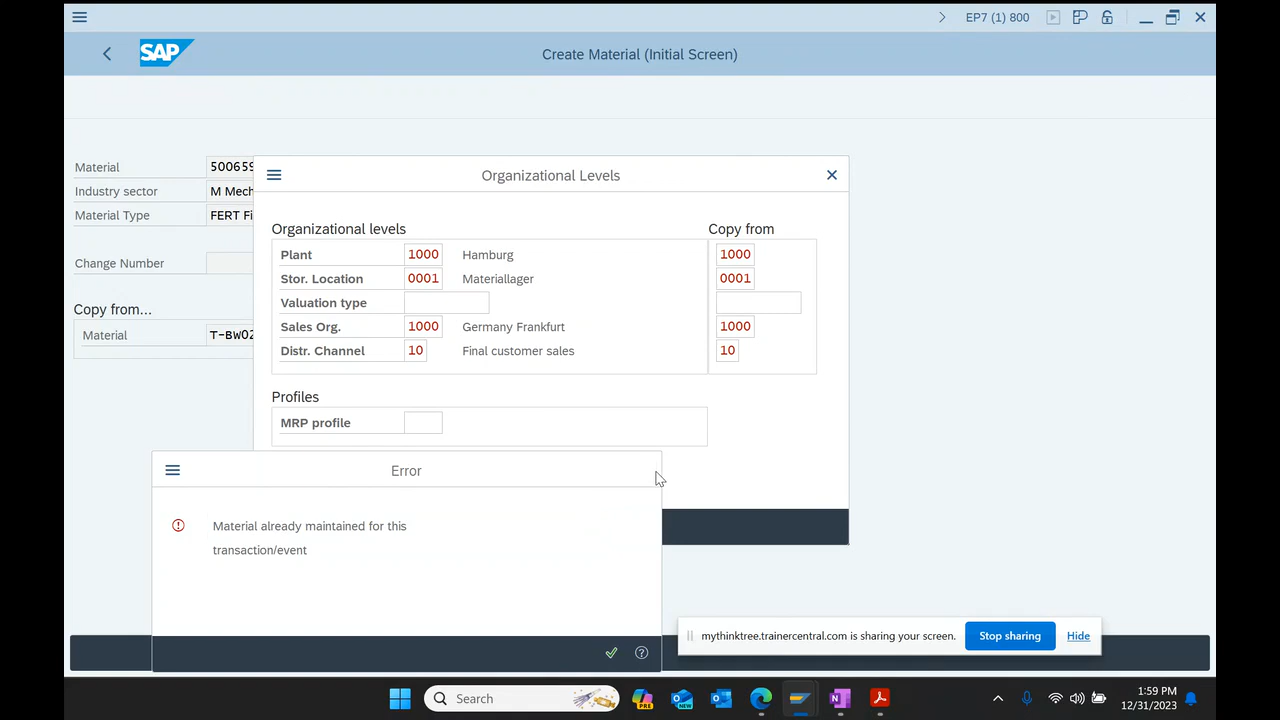 EP7 (1) 800
SAP
Create Material (Initial Screen)
Material 500659
Industry sector M Mech
Material Type FERT Fi
Change Number
Copy from...
Material T-BW02
Organizational Levels
Organizational levels
Copy from
Plant 1000 Hamburg 1000
Stor. Location 0001 Materiallager 0001
Valuation type
Sales Org. 1000 Germany Frankfurt 1000
Distr. Channel 10 Final customer sales 10
Profiles
MRP profile
Error
Material already maintained for this
transaction/event
mythinktree.trainercentral.com is sharing your screen. Stop sharing Hide
Search
PRE
NEW
1:59 PM
12/31/2023